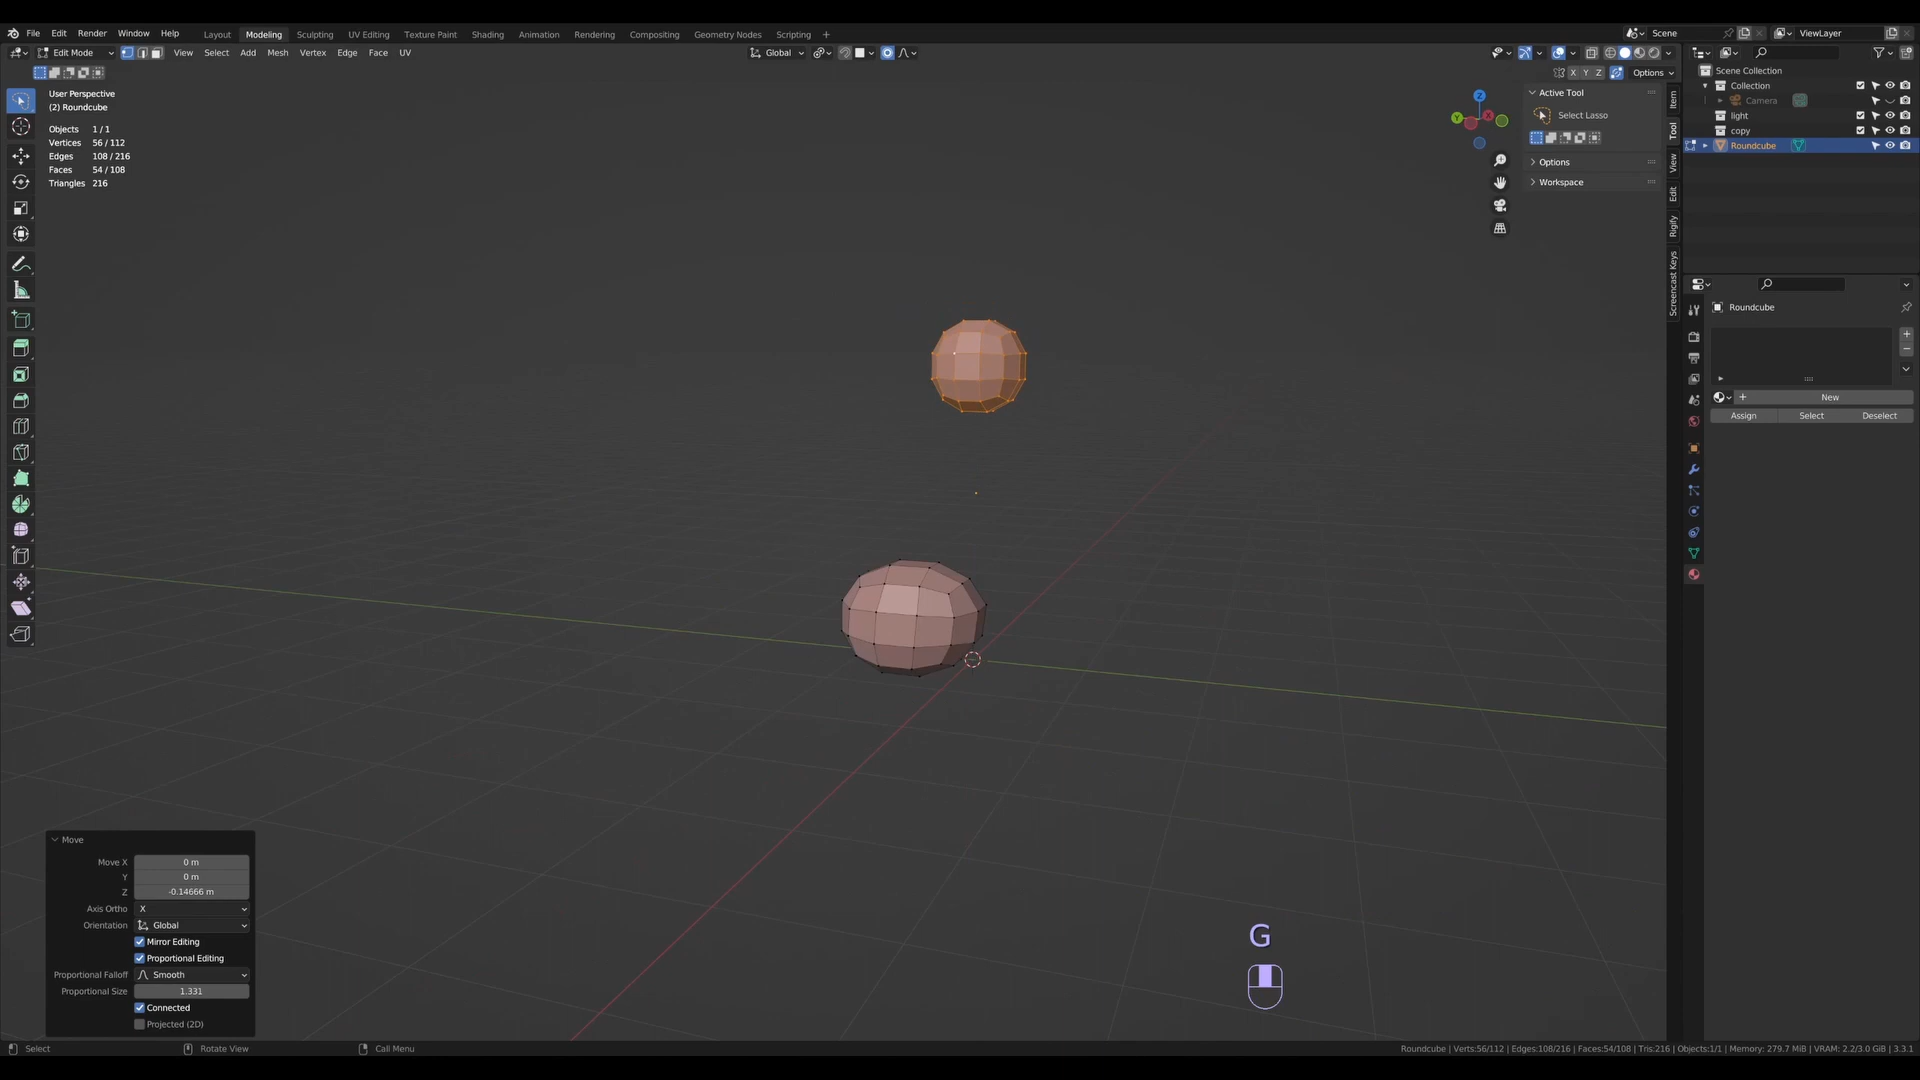 File Edit Render Window Help Layout Modeling Sculpting UV Editing Texture Paint Shading Animation Rendering Compositing Geometry Nodes Scripting + Scene ViewLayer
Edit Mode View Select Add Mesh Vertex Edge Face UV Global
X Y Z Options
Scene Collection
Collection
Camera
light
copy
Roundcube
User Perspective
(2) Roundcube
Objects 1 / 1
Vertices 56 / 112
Edges 108 / 216
Faces 54 / 108
Triangles 216
Z
Y
X
Active Tool
Select Lasso
Options
Workspace
Item
Tool
View
Edit
Rigify
Screencast Keys
Roundcube
New
Assign Select Deselect
Move
Move X 0 m
Y 0 m
Z -0.14666 m
Axis Ortho X
Orientation Global
Mirror Editing
Proportional Editing
Proportional Falloff Smooth
Proportional Size 1.331
Connected
Projected (2D)
G
Select Rotate View Call Menu Roundcube | Verts:56/112 | Edges:108/216 | Faces:54/108 | Tris:216 | Objects:1/1 | Memory: 279.7 MiB | VRAM: 2.2/3.0 GiB | 3.3.1